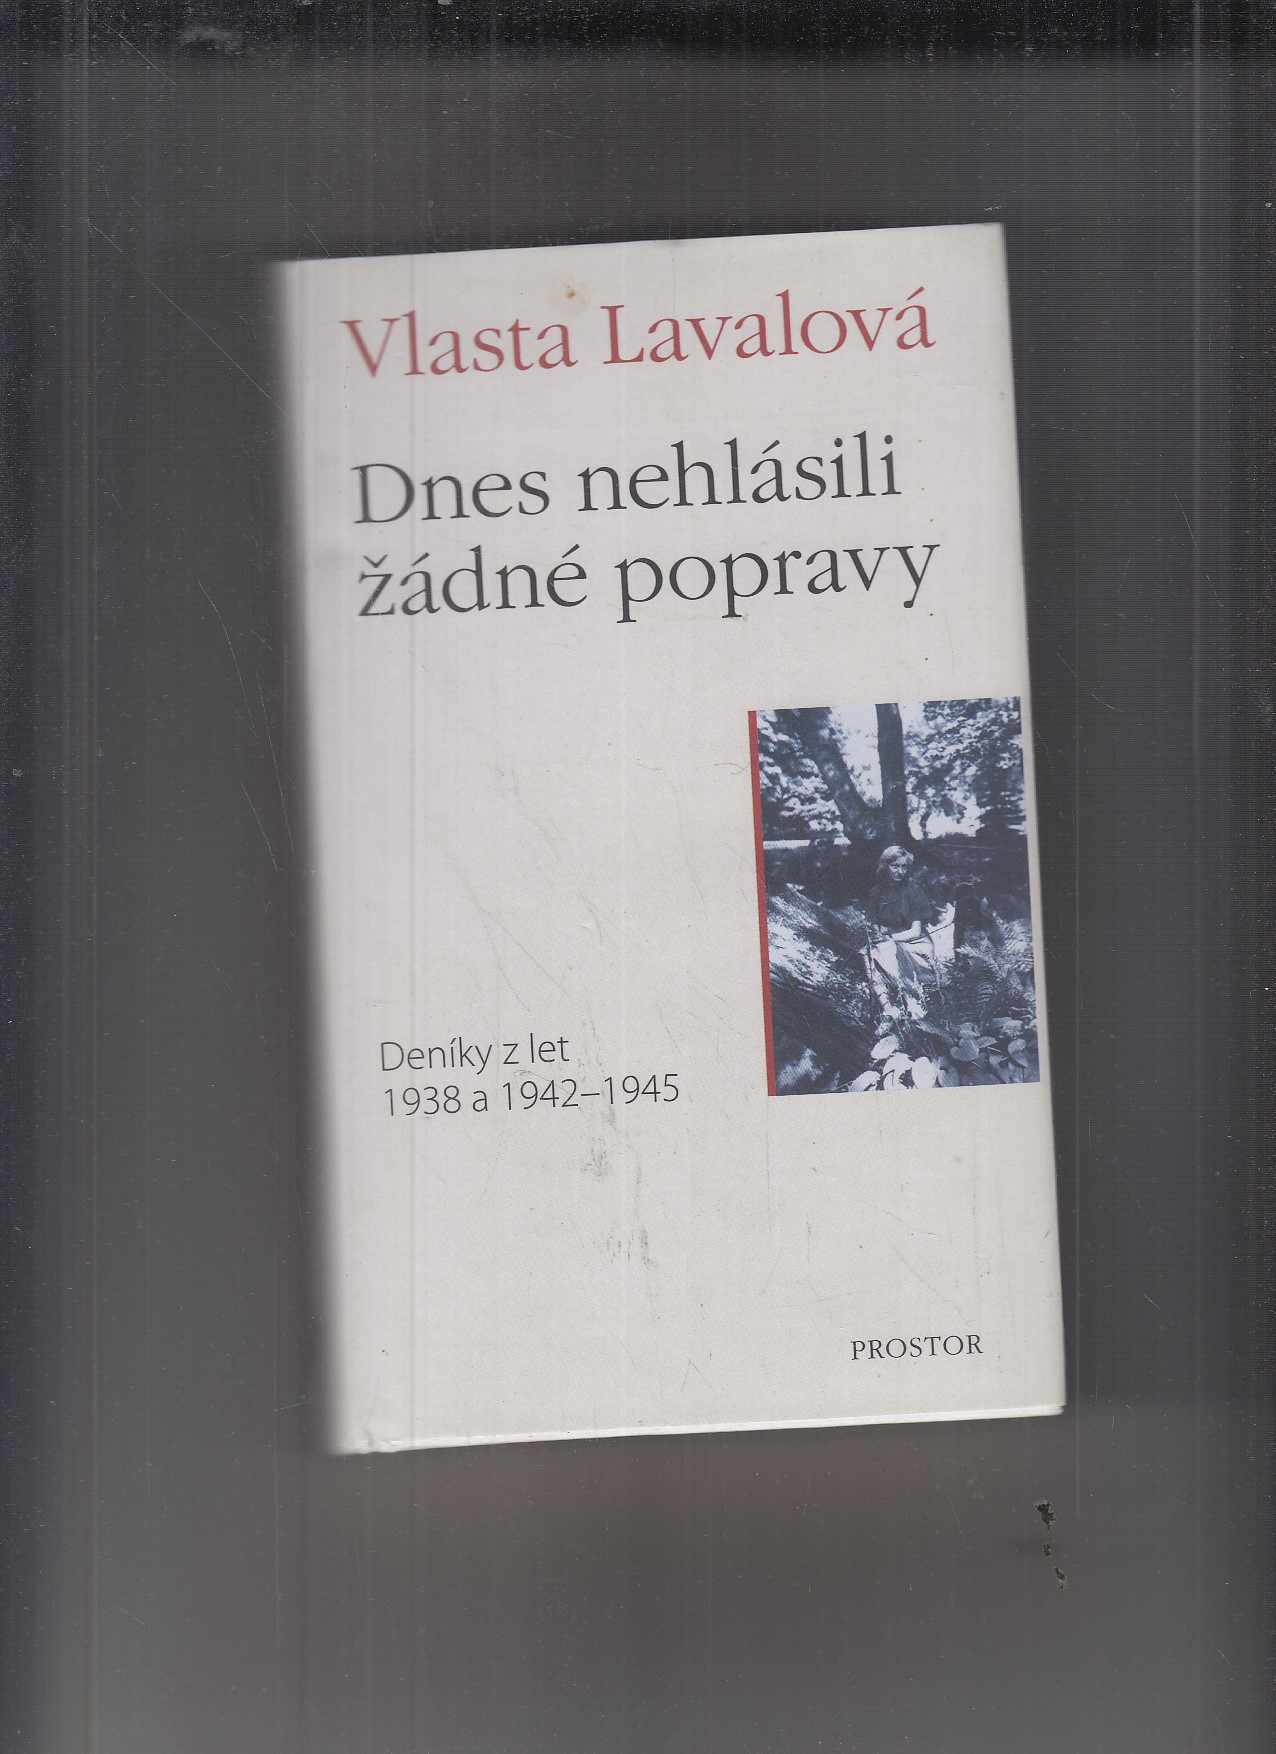 Vlasta Lavalová
Dnes nehlásili
žádné popravy
Deníky z let
1938 a 1942–1945
PROSTOR